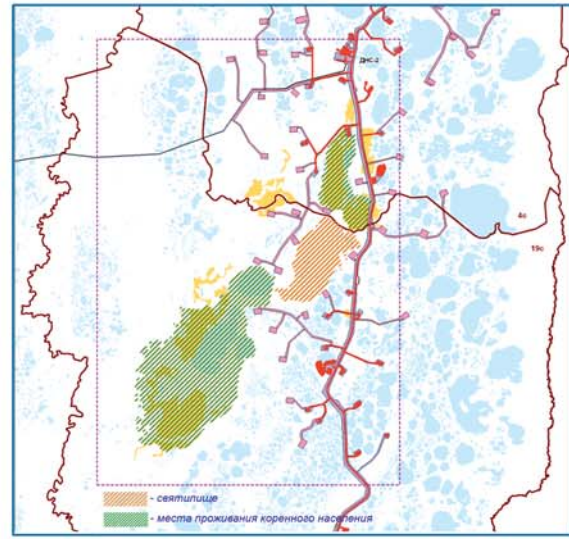 ДНС-2
4с
19с
- святилище
- места проживания коренного населения